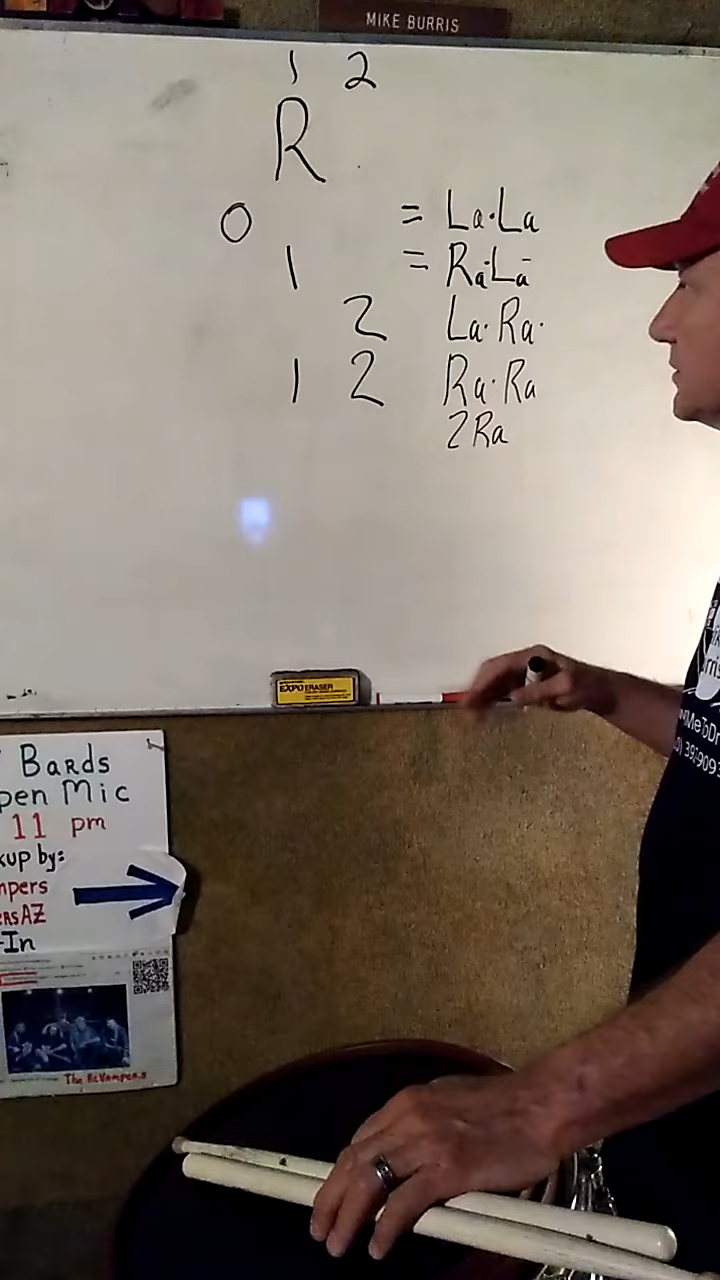 MIKE BURRIS
1 2
R
0 = La·La
1 = Ra·La
2 La·Ra·
1 2 Ra·Ra
2Ra
EXPO ERASER
Bards
pen Mic
11 pm
kup by:
mpers
ERSAZ
-In
The ReVampers
MeToDr